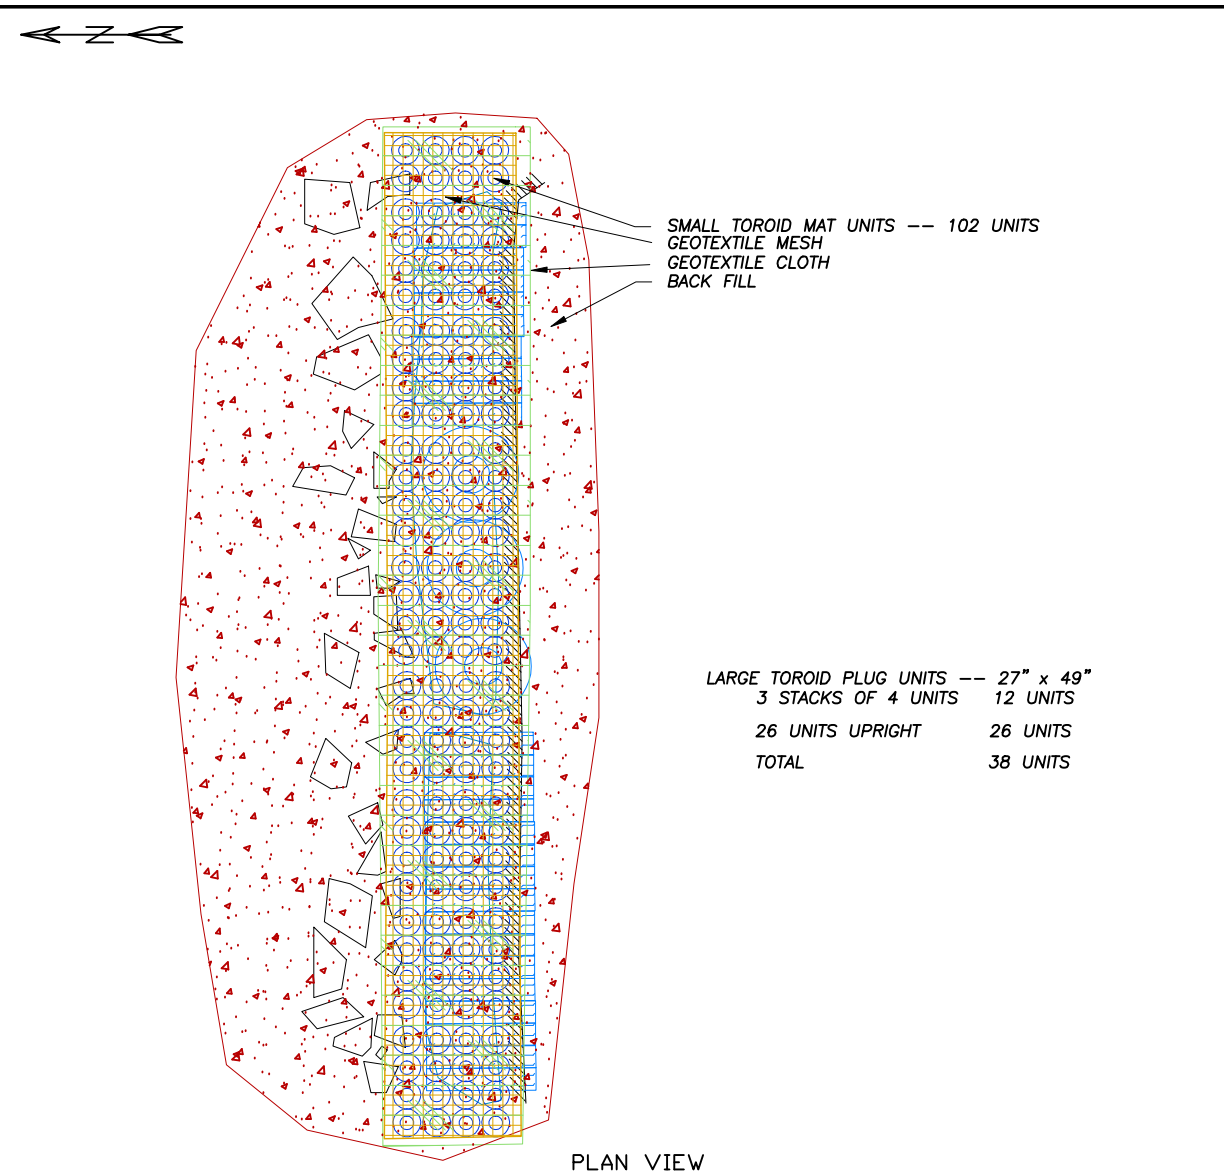 N
SMALL TOROID MAT UNITS -- 102 UNITS
GEOTEXTILE MESH
GEOTEXTILE CLOTH
BACK FILL
LARGE TOROID PLUG UNITS -- 27" x 49"
3 STACKS OF 4 UNITS 12 UNITS
26 UNITS UPRIGHT 26 UNITS
TOTAL 38 UNITS
PLAN VIEW